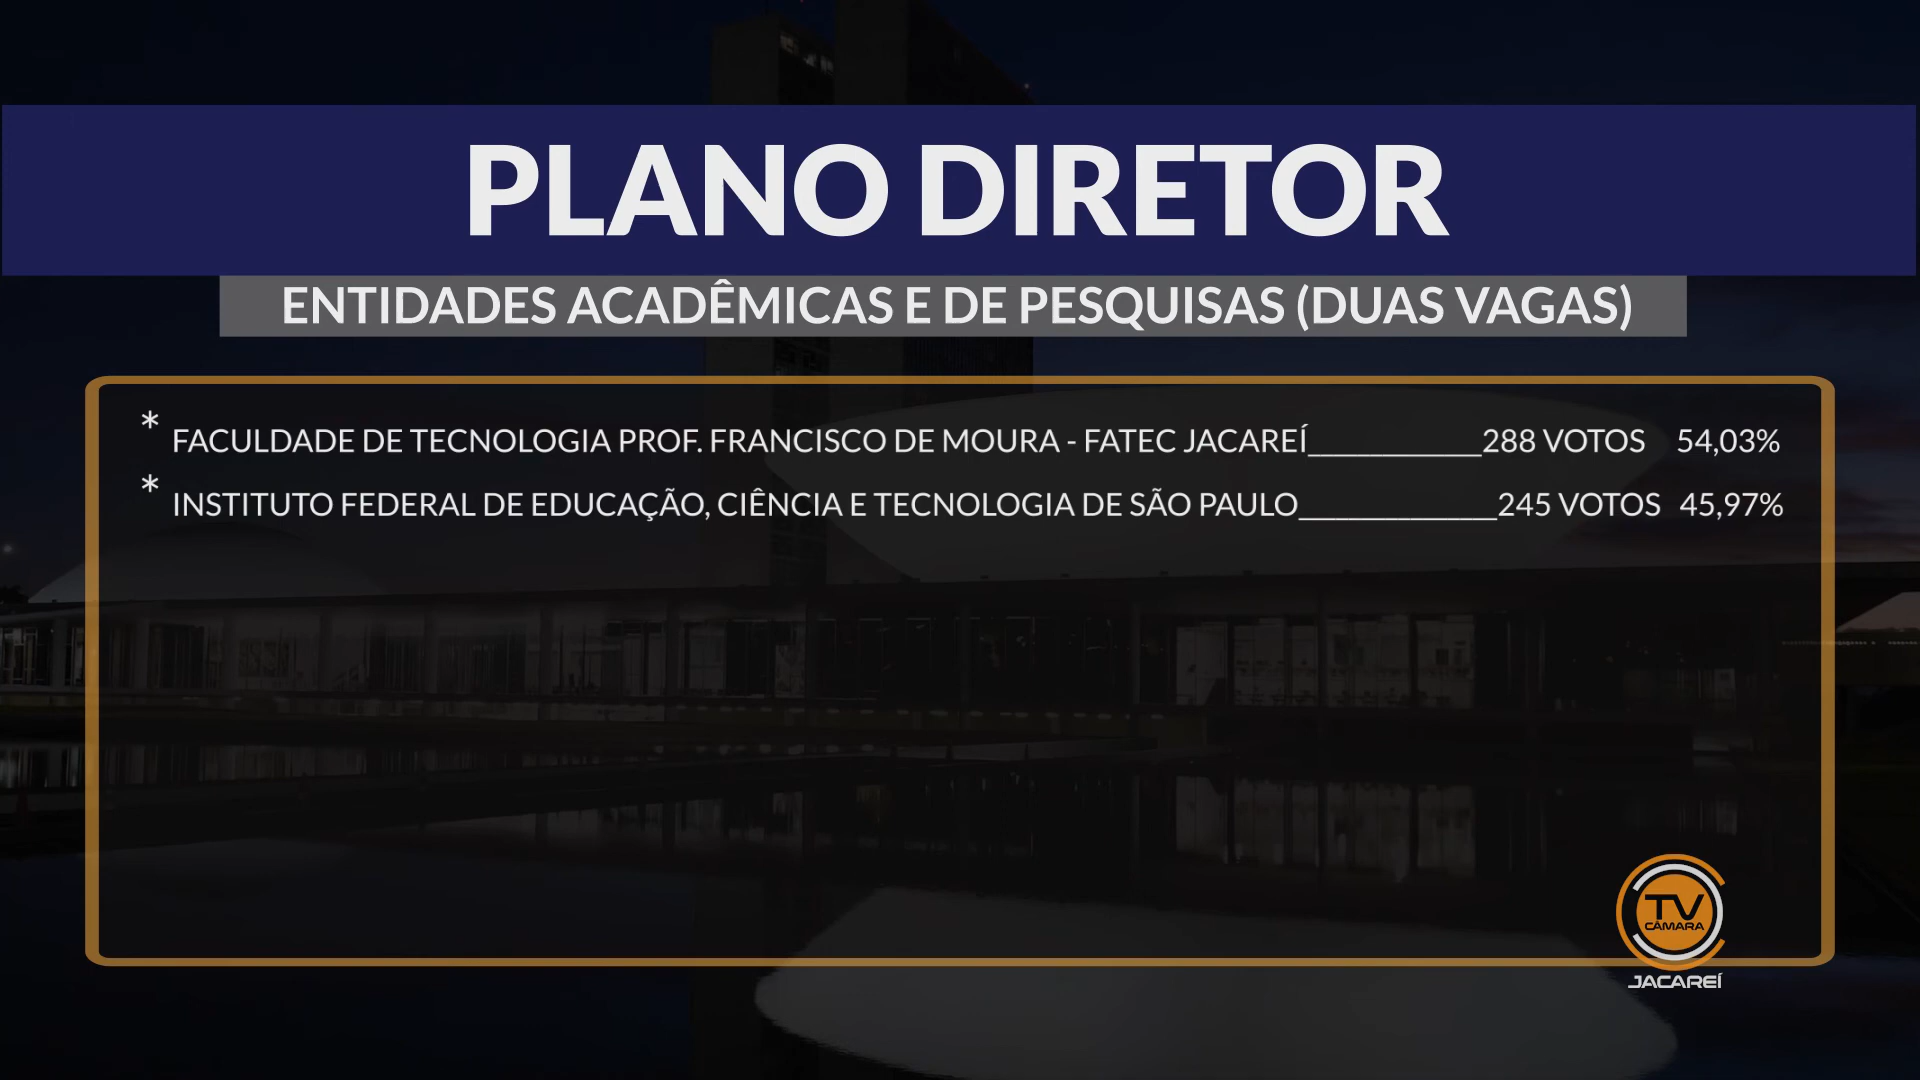 PLANO DIRETOR
ENTIDADES ACADÊMICAS E DE PESQUISAS (DUAS VAGAS)
* FACULDADE DE TECNOLOGIA PROF. FRANCISCO DE MOURA - FATEC JACAREÍ___________288 VOTOS 54,03%
* INSTITUTO FEDERAL DE EDUCAÇÃO, CIÊNCIA E TECNOLOGIA DE SÃO PAULO_____________245 VOTOS 45,97%
TV
CÂMARA
JACAREÍ